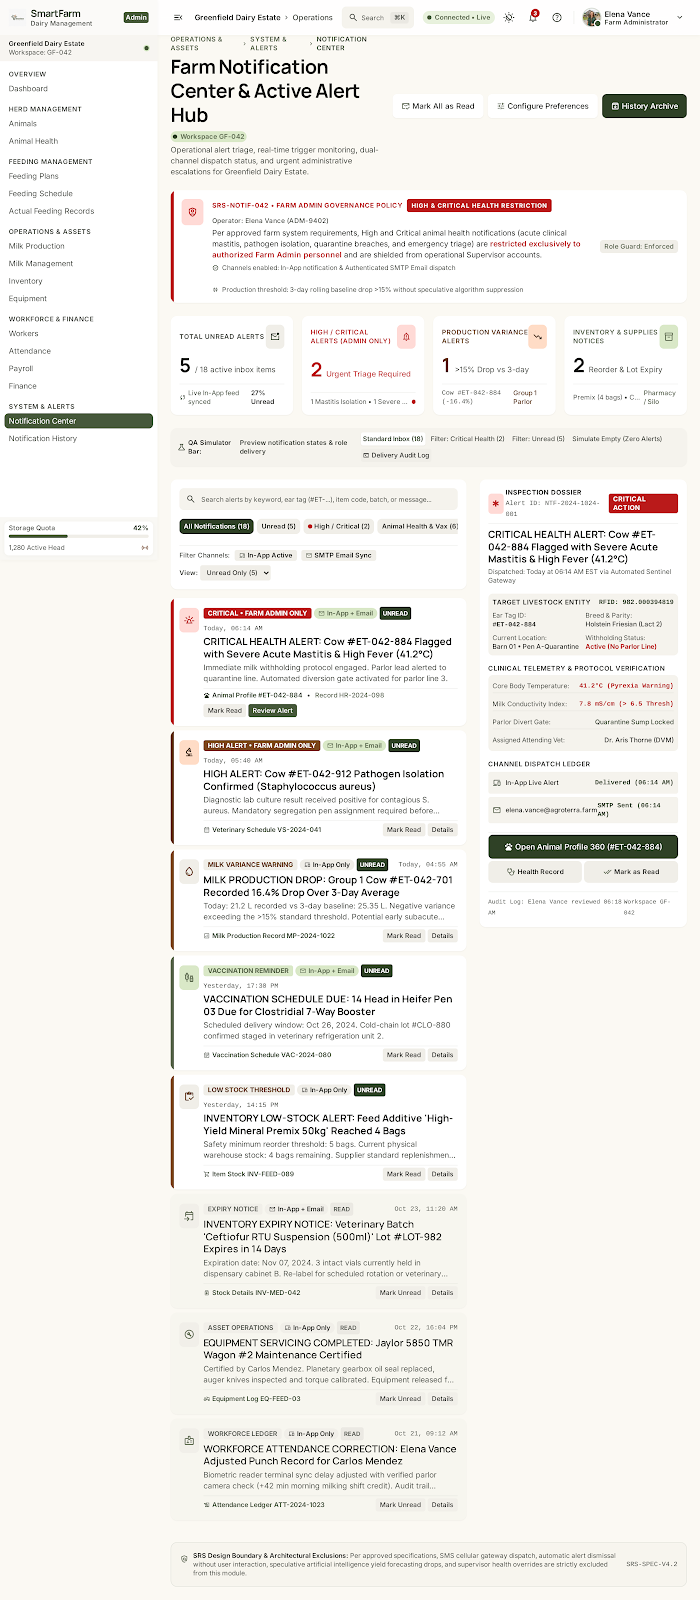 SmartFarm
Dairy Management
Admin
Greenfield Dairy Estate
Workspace: GF-042
OVERVIEW
Dashboard
HERD MANAGEMENT
Animals
Animal Health
FEEDING MANAGEMENT
Feeding Plans
Feeding Schedule
Actual Feeding Records
OPERATIONS & ASSETS
Milk Production
Milk Management
Inventory
Equipment
WORKFORCE & FINANCE
Workers
Attendance
Payroll
Finance
SYSTEM & ALERTS
Notification Center
Notification History
Storage Quota 42%
1,280 Active Head
Greenfield Dairy Estate › Operations
Search ⌘K
Connected • Live
3
Elena Vance
Farm Administrator
OPERATIONS & ASSETS › SYSTEM & ALERTS › NOTIFICATION CENTER
Farm Notification
Center & Active Alert
Hub
Workspace GF-042
Operational alert triage, real-time trigger monitoring, dual-
channel dispatch status, and urgent administrative
escalations for Greenfield Dairy Estate.
Mark All as Read
Configure Preferences
History Archive
SRS-NOTIF-042 • FARM ADMIN GOVERNANCE POLICY HIGH & CRITICAL HEALTH RESTRICTION
Operator: Elena Vance (ADM-9402)
Per approved farm system requirements, High and Critical animal health notifications (acute clinical
mastitis, pathogen isolation, quarantine breaches, and emergency triage) are restricted exclusively to
authorized Farm Admin personnel and are shielded from operational Supervisor accounts.
Channels enabled: In-App notification & Authenticated SMTP Email dispatch
Production threshold: 3-day rolling baseline drop >15% without speculative algorithm suppression
Role Guard: Enforced
TOTAL UNREAD ALERTS
5 / 18 active inbox items
Live In-App feed synced
27% Unread
HIGH / CRITICAL ALERTS (ADMIN ONLY)
2 Urgent Triage Required
1 Mastitis Isolation • 1 Severe ...
PRODUCTION VARIANCE ALERTS
1 >15% Drop vs 3-day
Cow #ET-042-884 (-16.4%)
Group 1 Parlor
INVENTORY & SUPPLIES NOTICES
2 Reorder & Lot Expiry
Premix (4 bags) • C...
Pharmacy / Silo
QA Simulator Bar:
Preview notification states & role delivery
Standard Inbox (18)
Filter: Critical Health (2)
Filter: Unread (5)
Simulate Empty (Zero Alerts)
Delivery Audit Log
Search alerts by keyword, ear tag (#ET-...), item code, batch, or message...
All Notifications (18)
Unread (5)
High / Critical (2)
Animal Health & Vax (6)
Filter Channels: In-App Active SMTP Email Sync
View: Unread Only (5)
CRITICAL • FARM ADMIN ONLY In-App + Email UNREAD
Today, 06:14 AM
CRITICAL HEALTH ALERT: Cow #ET-042-884 Flagged
with Severe Acute Mastitis & High Fever (41.2°C)
Immediate milk withholding protocol engaged. Parlor lead alerted to
quarantine line. Automated diversion gate activated for parlor line 3.
Animal Profile #ET-042-884 • Record HR-2024-098
Mark Read Review Alert
HIGH ALERT • FARM ADMIN ONLY In-App + Email UNREAD
Today, 05:40 AM
HIGH ALERT: Cow #ET-042-912 Pathogen Isolation
Confirmed (Staphylococcus aureus)
Diagnostic lab culture result received positive for contagious S.
aureus. Mandatory segregation pen assignment required before...
Veterinary Schedule VS-2024-041 Mark Read Details
MILK VARIANCE WARNING In-App Only UNREAD Today, 04:55 AM
MILK PRODUCTION DROP: Group 1 Cow #ET-042-701
Recorded 16.4% Drop Over 3-Day Average
Today: 21.2 L recorded vs 3-day baseline: 25.35 L. Negative variance
exceeding the >15% standard threshold. Potential early subacute...
Milk Production Record MP-2024-1022 Mark Read Details
VACCINATION REMINDER In-App + Email UNREAD
Yesterday, 17:30 PM
VACCINATION SCHEDULE DUE: 14 Head in Heifer Pen
03 Due for Clostridial 7-Way Booster
Scheduled delivery window: Oct 26, 2024. Cold-chain lot #CLO-880
confirmed staged in veterinary refrigeration unit 2.
Vaccination Schedule VAC-2024-080 Mark Read Details
LOW STOCK THRESHOLD In-App Only UNREAD
Yesterday, 14:15 PM
INVENTORY LOW-STOCK ALERT: Feed Additive 'High-
Yield Mineral Premix 50kg' Reached 4 Bags
Safety minimum reorder threshold: 5 bags. Current physical
warehouse stock: 4 bags remaining. Supplier standard replenishmen...
Item Stock INV-FEED-089 Mark Read Details
EXPIRY NOTICE In-App + Email READ Oct 23, 11:20 AM
INVENTORY EXPIRY NOTICE: Veterinary Batch
'Ceftiofur RTU Suspension (500ml)' Lot #LOT-982
Expires in 14 Days
Expiration date: Nov 07, 2024. 3 intact vials currently held in
dispensary cabinet B. Re-label for scheduled rotation or veterinary...
Stock Details INV-MED-042 Mark Unread Details
ASSET OPERATIONS In-App Only READ Oct 22, 16:04 PM
EQUIPMENT SERVICING COMPLETED: Jaylor 5850 TMR
Wagon #2 Maintenance Certified
Certified by Carlos Mendez. Planetary gearbox oil seal replaced,
auger knives inspected and torque calibrated. Equipment released f...
Equipment Log EQ-FEED-03 Mark Unread Details
WORKFORCE LEDGER In-App Only READ Oct 21, 09:12 AM
WORKFORCE ATTENDANCE CORRECTION: Elena Vance
Adjusted Punch Record for Carlos Mendez
Biometric reader terminal sync delay adjusted with verified parlor
camera check (+42 min morning milking shift credit). Audit trail...
Attendance Ledger ATT-2024-1023 Mark Unread Details
INSPECTION DOSSIER
Alert ID: NTF-2024-1024-
001
CRITICAL ACTION
CRITICAL HEALTH ALERT: Cow #ET-
042-884 Flagged with Severe Acute
Mastitis & High Fever (41.2°C)
Dispatched: Today at 06:14 AM EST via Automated Sentinel
Gateway
TARGET LIVESTOCK ENTITY RFID: 982.000394819
Ear Tag ID: Breed & Parity:
#ET-042-884 Holstein Friesian (Lact 2)
Current Location: Withholding Status:
Barn 01 • Pen A-Quarantine Active (No Parlor Line)
CLINICAL TELEMETRY & PROTOCOL VERIFICATION
Core Body Temperature: 41.2°C (Pyrexia Warning)
Milk Conductivity Index: 7.8 mS/cm (> 6.5 Thresh)
Parlor Divert Gate: Quarantine Sump Locked
Assigned Attending Vet: Dr. Aris Thorne (DVM)
CHANNEL DISPATCH LEDGER
In-App Live Alert Delivered (06:14 AM)
elena.vance@agroterra.farm SMTP Sent (06:14
AM)
Open Animal Profile 360 (#ET-042-884)
Health Record Mark as Read
Audit Log: Elena Vance reviewed 06:18 AM
Workspace GF-042
SRS Design Boundary & Architectural Exclusions: Per approved specifications, SMS cellular gateway dispatch, automatic alert dismissal
without user interaction, speculative artificial intelligence yield forecasting drops, and supervisor health overrides are strictly excluded
from this module.
SRS-SPEC-V4.2